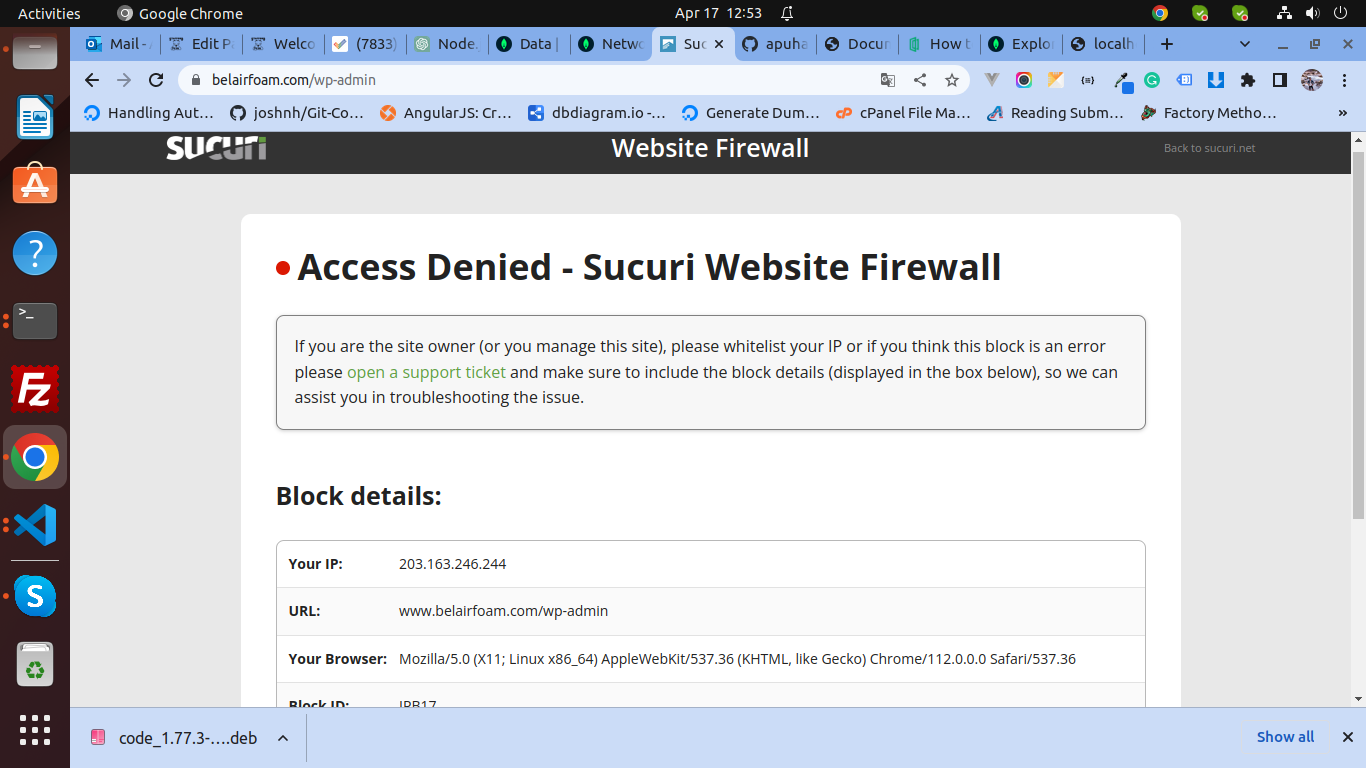 Activities
Google Chrome
Apr 17 12:53
Mail - A
Edit Pa
Welco
(7833)
Node.
Data |
Netwo
Suc
apuha
Docur
How t
Explor
localh
belairfoam.com/wp-admin
Handling Aut...
joshnh/Git-Co...
AngularJS: Cr...
dbdiagram.io -...
Generate Dum...
cPanel File Ma...
Reading Subm...
Factory Metho...
»
sucuri
Website Firewall
Back to sucuri.net
Access Denied - Sucuri Website Firewall
If you are the site owner (or you manage this site), please whitelist your IP or if you think this block is an error
please open a support ticket and make sure to include the block details (displayed in the box below), so we can
assist you in troubleshooting the issue.
Block details:
Your IP: 203.163.246.244
URL: www.belairfoam.com/wp-admin
Your Browser: Mozilla/5.0 (X11; Linux x86_64) AppleWebKit/537.36 (KHTML, like Gecko) Chrome/112.0.0.0 Safari/537.36
Block ID: IPB17
code_1.77.3-....deb
Show all